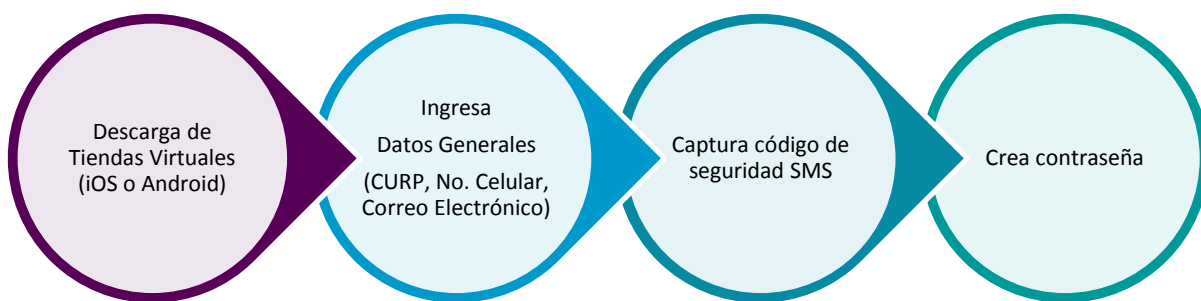 Descarga de
Tiendas Virtuales
(iOS o Android)
Ingresa
Datos Generales
(CURP, No. Celular,
Correo Electrónico)
Captura código de
seguridad SMS
Crea contraseña